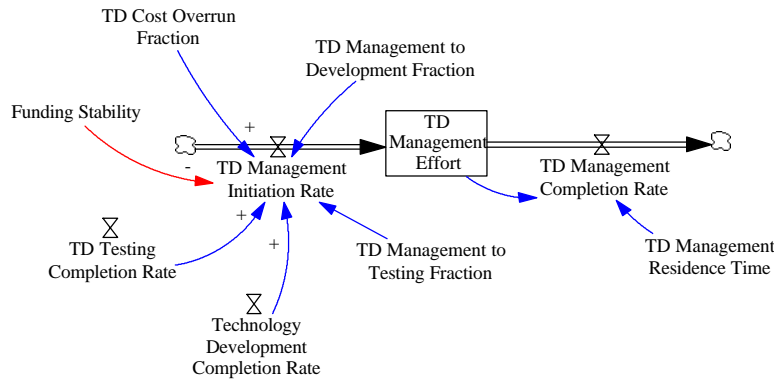 TD Cost Overrun
Fraction
TD Management to
Development Fraction
Funding Stability
+
TD
Management
Effort
-
TD Management
Initiation Rate
TD Management
Completion Rate
+
+
TD Testing
Completion Rate
TD Management to
Testing Fraction
TD Management
Residence Time
Technology
Development
Completion Rate